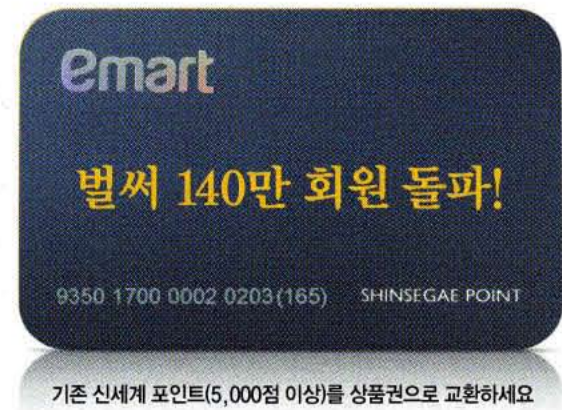 emart
벌써 140만 회원 돌파!
9350 1700 0002 0203(165) SHINSEGAE POINT
기존 신세계 포인트(5,000점 이상)를 상품권으로 교환하세요